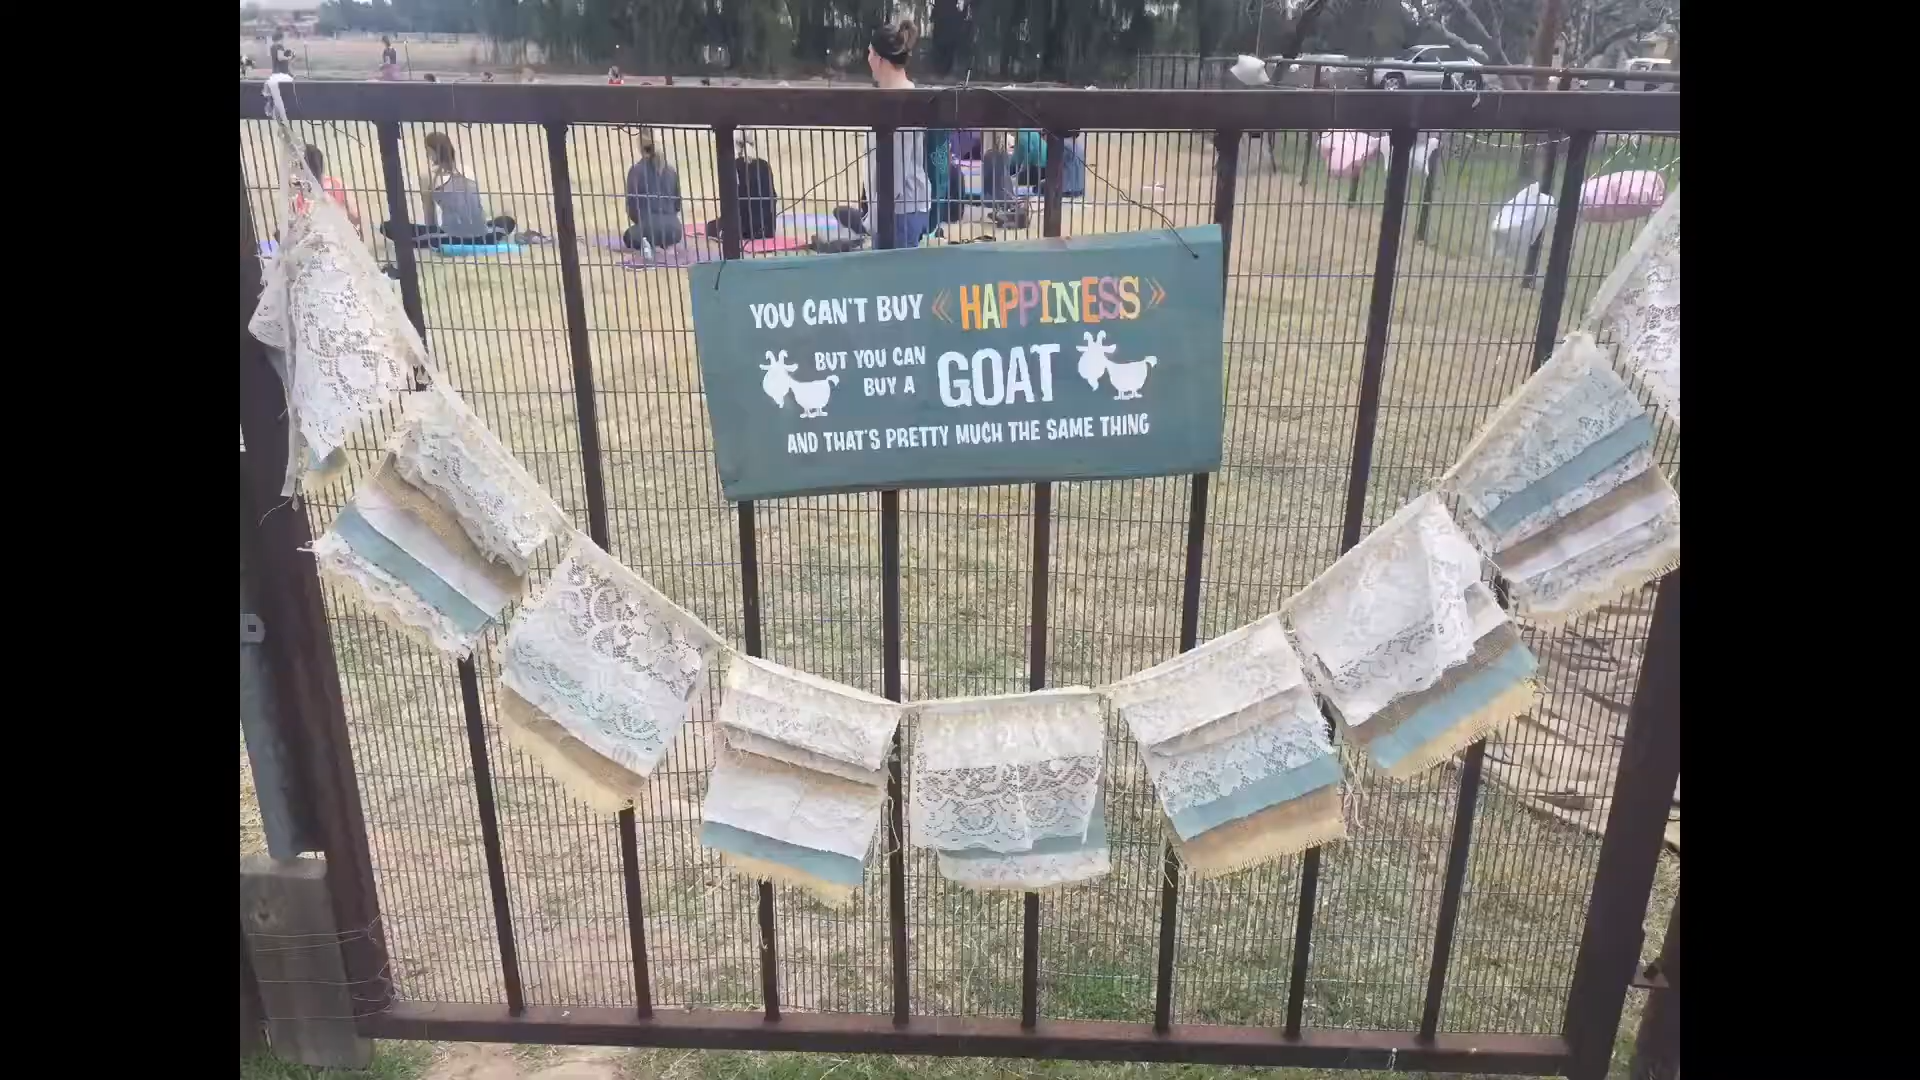 YOU CAN'T BUY « HAPPINESS »
BUT YOU CAN
BUY A GOAT
AND THAT'S PRETTY MUCH THE SAME THING